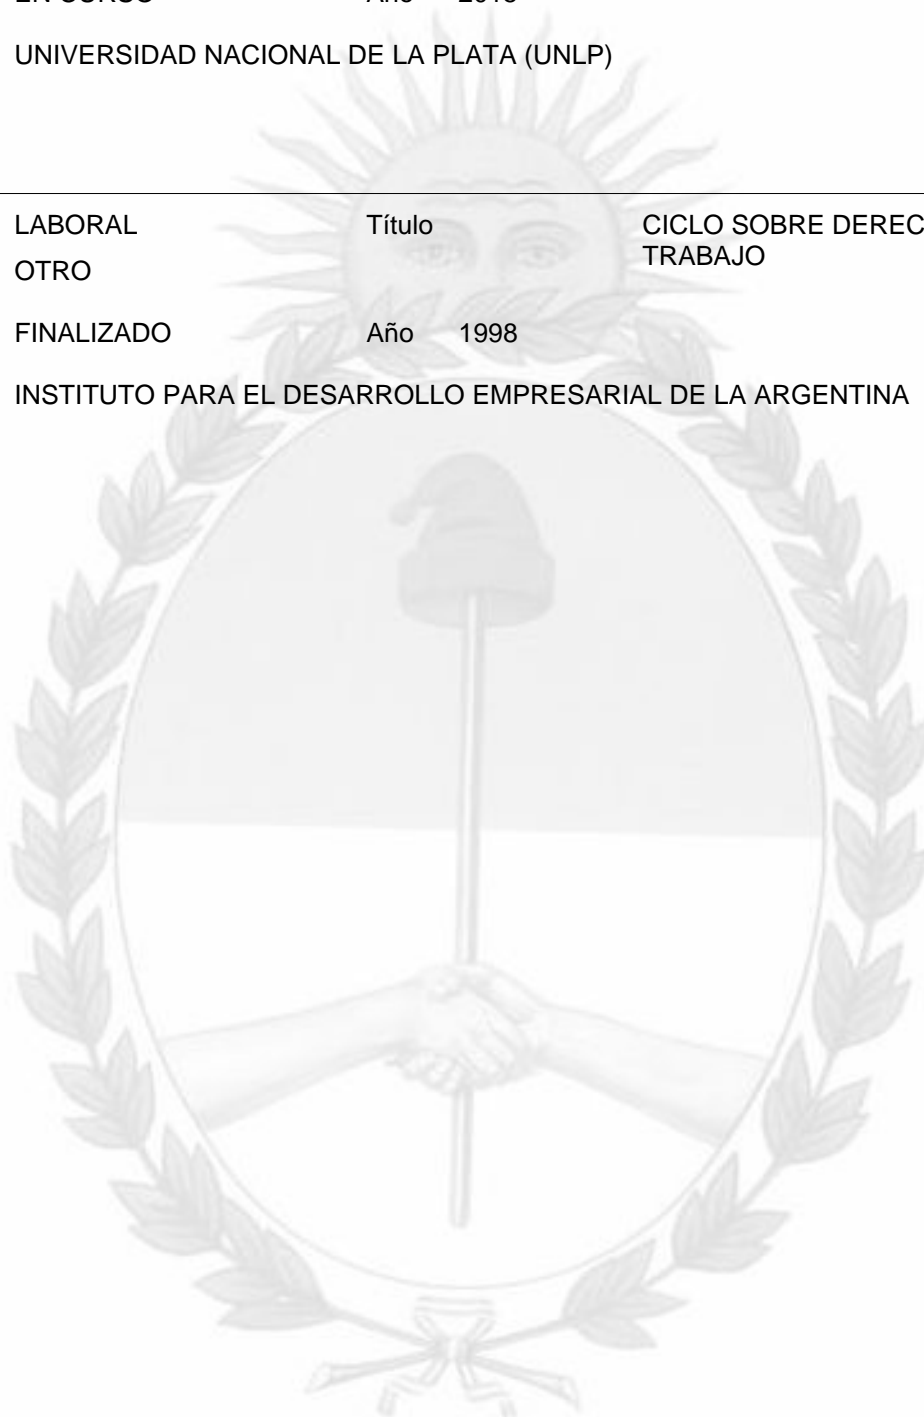 UNIVERSIDAD NACIONAL DE LA PLATA (UNLP)
LABORAL Título CICLO SOBRE DEREC
OTRO TRABAJO
FINALIZADO Año 1998
INSTITUTO PARA EL DESARROLLO EMPRESARIAL DE LA ARGENTINA